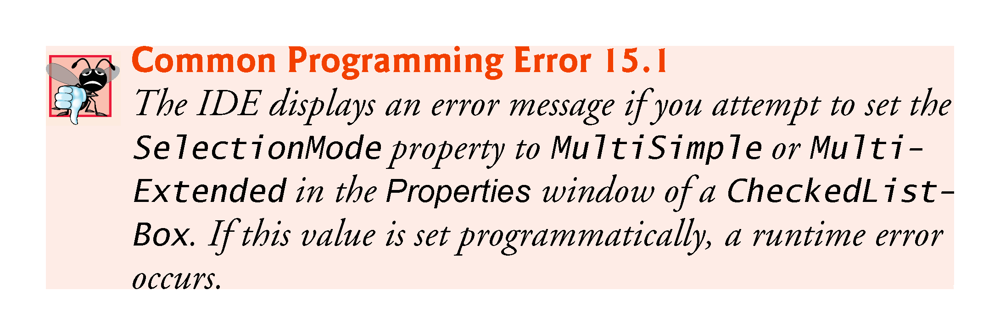 Common Programming Error 15.1
The IDE displays an error message if you attempt to set the
SelectionMode property to MultiSimple or Multi-
Extended in the Properties window of a CheckedList-
Box. If this value is set programmatically, a runtime error
occurs.